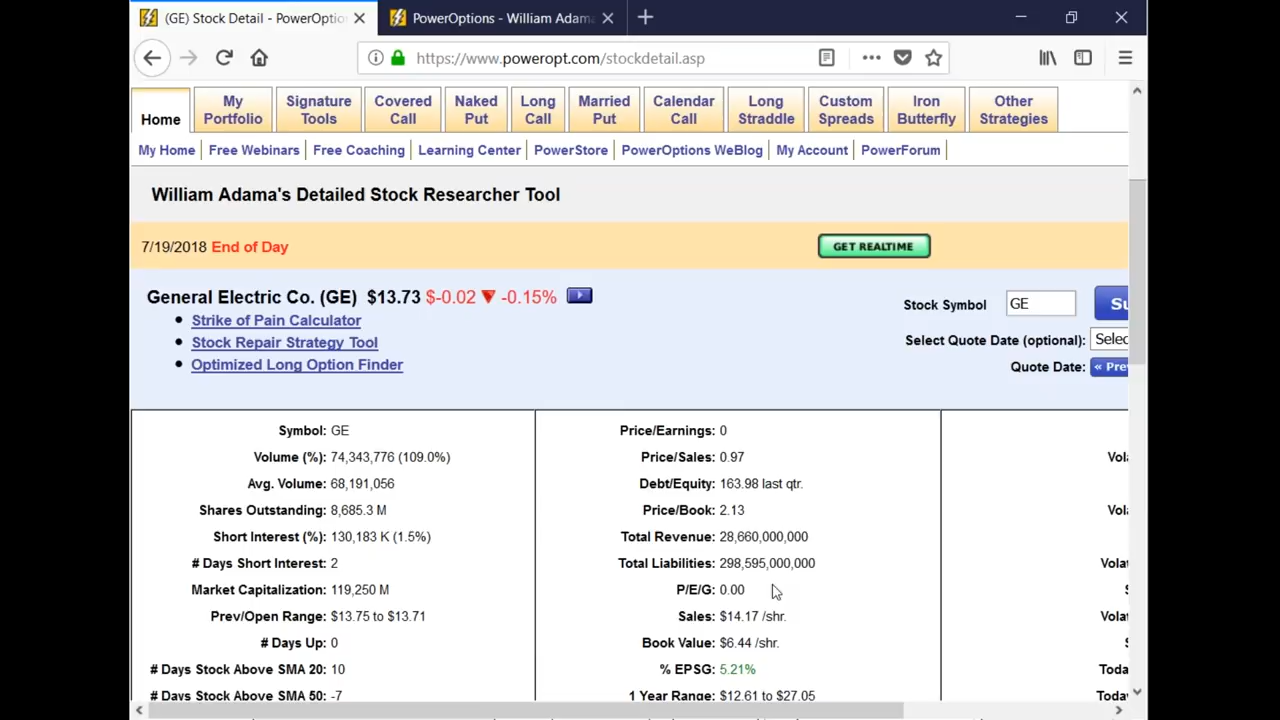 (GE) Stock Detail - PowerOptio
PowerOptions - William Adama
https://www.poweropt.com/stockdetail.asp
Home
My Portfolio
Signature Tools
Covered Call
Naked Put
Long Call
Married Put
Calendar Call
Long Straddle
Custom Spreads
Iron Butterfly
Other Strategies
My Home
Free Webinars
Free Coaching
Learning Center
PowerStore
PowerOptions WeBlog
My Account
PowerForum
William Adama's Detailed Stock Researcher Tool
7/19/2018 End of Day
GET REALTIME
General Electric Co. (GE) $13.73 $-0.02 ▼ -0.15%
Strike of Pain Calculator
Stock Repair Strategy Tool
Optimized Long Option Finder
Stock Symbol GE Su
Select Quote Date (optional): Selec
Quote Date: « Pre
Symbol: GE
Volume (%): 74,343,776 (109.0%)
Avg. Volume: 68,191,056
Shares Outstanding: 8,685.3 M
Short Interest (%): 130,183 K (1.5%)
# Days Short Interest: 2
Market Capitalization: 119,250 M
Prev/Open Range: $13.75 to $13.71
# Days Up: 0
# Days Stock Above SMA 20: 10
# Days Stock Above SMA 50: -7
Price/Earnings: 0
Price/Sales: 0.97
Debt/Equity: 163.98 last qtr.
Price/Book: 2.13
Total Revenue: 28,660,000,000
Total Liabilities: 298,595,000,000
P/E/G: 0.00
Sales: $14.17 /shr.
Book Value: $6.44 /shr.
% EPSG: 5.21%
1 Year Range: $12.61 to $27.05
Vol
Vol
Volat
S
Volat
S
Toda
Toda